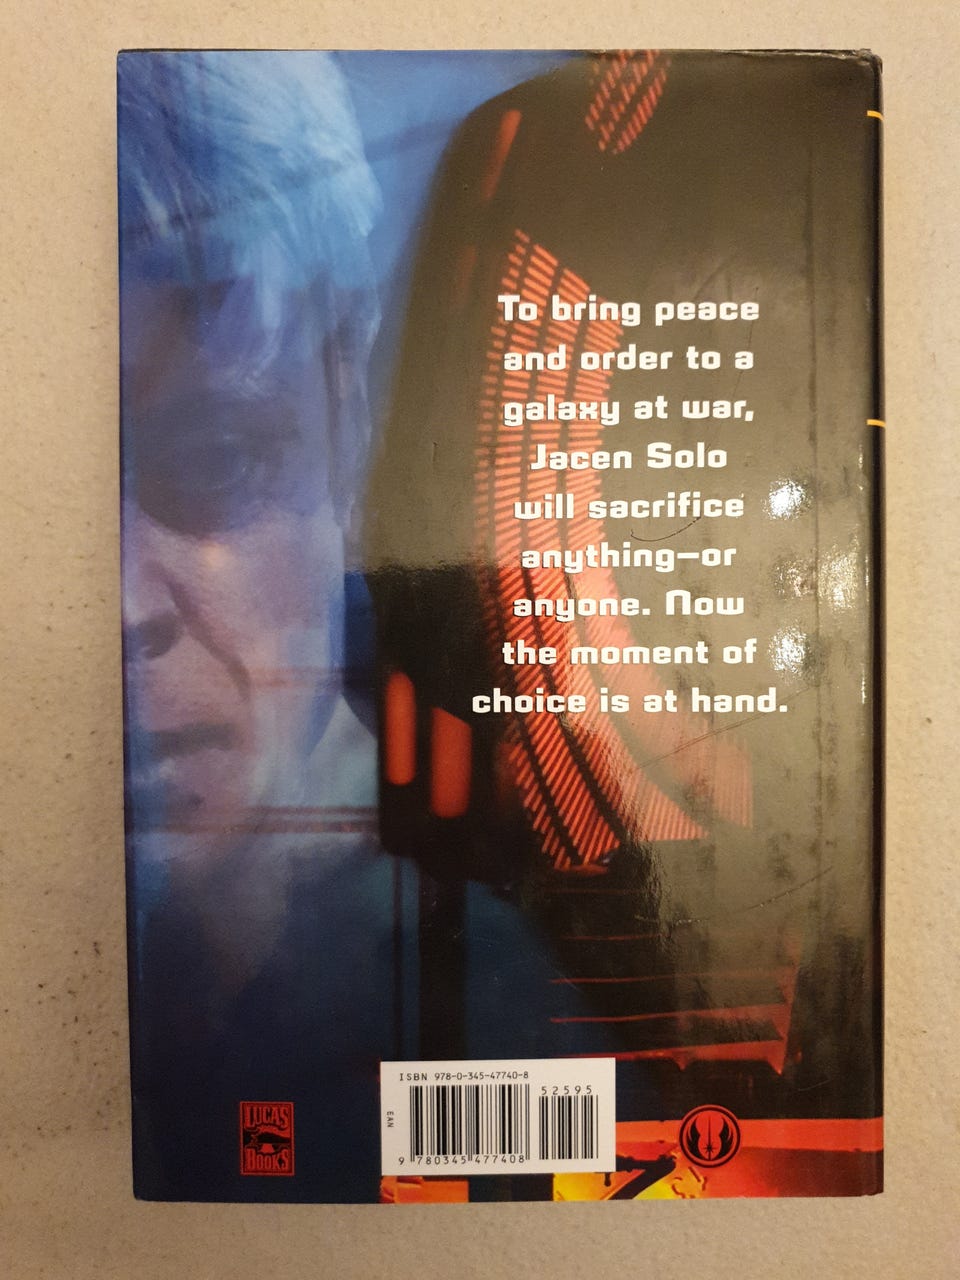 To bring peace
and order to a
galaxy at war,
Jacen Solo
will sacrifice
anything—or
anyone. Now
the moment of
choice is at hand.
ISBN 978-0-345-47740-8
52595
EAN
9 780345 477408
LUCAS
BOOKS